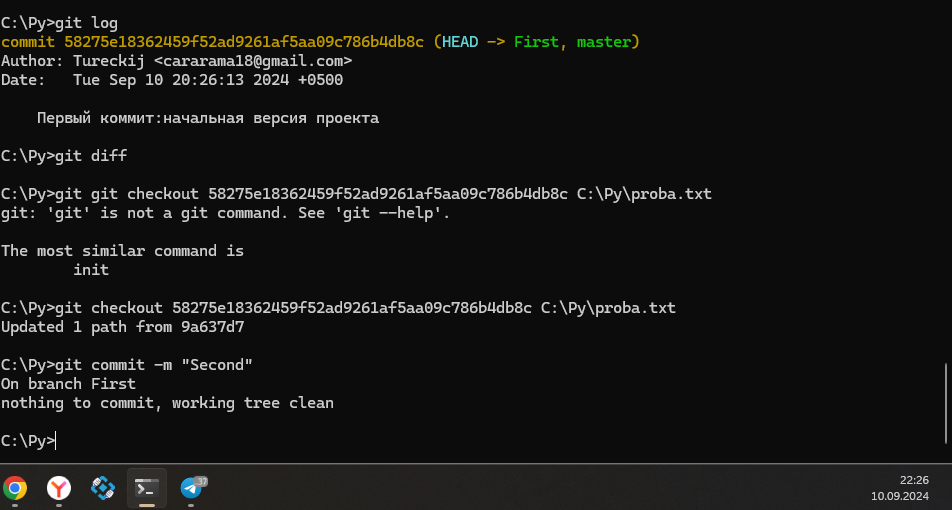 C:\Py>git log
commit 58275e18362459f52ad9261af5aa09c786b4db8c (HEAD -> First, master)
Author: Tureckij <cararama18@gmail.com>
Date:   Tue Sep 10 20:26:13 2024 +0500
Первый коммит:начальная версия проекта
C:\Py>git diff
C:\Py>git git checkout 58275e18362459f52ad9261af5aa09c786b4db8c C:\Py\proba.txt
git: 'git' is not a git command. See 'git --help'.
The most similar command is
init
C:\Py>git checkout 58275e18362459f52ad9261af5aa09c786b4db8c C:\Py\proba.txt
Updated 1 path from 9a637d7
C:\Py>git commit -m "Second"
On branch First
nothing to commit, working tree clean
C:\Py>
37
22:26
10.09.2024